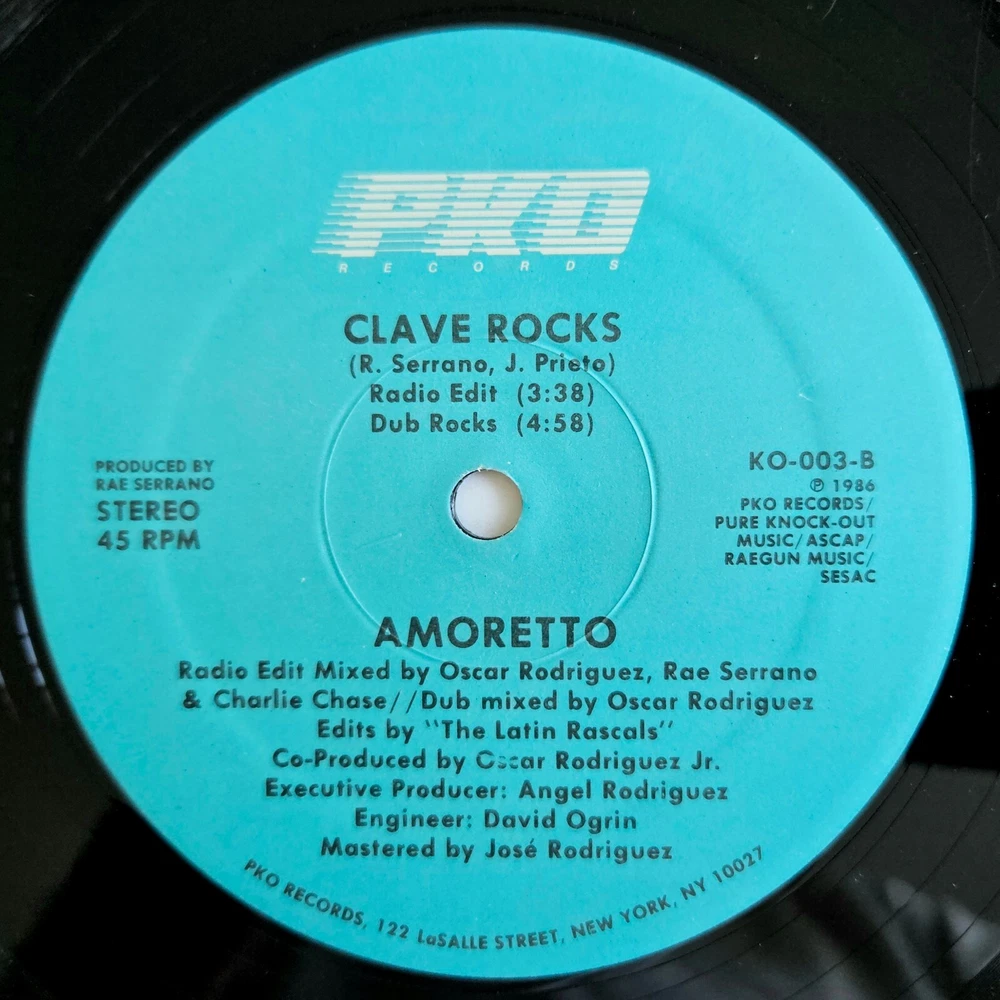 PKO
RECORDS
CLAVE ROCKS
(R. Serrano, J. Prieto)
Radio Edit (3:38)
Dub Rocks (4:58)
PRODUCED BY
RAE SERRANO
STEREO
45 RPM
KO-003-B
℗ 1986
PKO RECORDS/
PURE KNOCK-OUT
MUSIC/ASCAP/
RAEGUN MUSIC/
SESAC
AMORETTO
Radio Edit Mixed by Oscar Rodriguez, Rae Serrano
& Charlie Chase//Dub mixed by Oscar Rodriguez
Edits by "The Latin Rascals"
Co-Produced by Oscar Rodriguez Jr.
Executive Producer: Angel Rodriguez
Engineer: David Ogrin
Mastered by José Rodriguez
PKO RECORDS, 122 LaSALLE STREET, NEW YORK, NY 10027